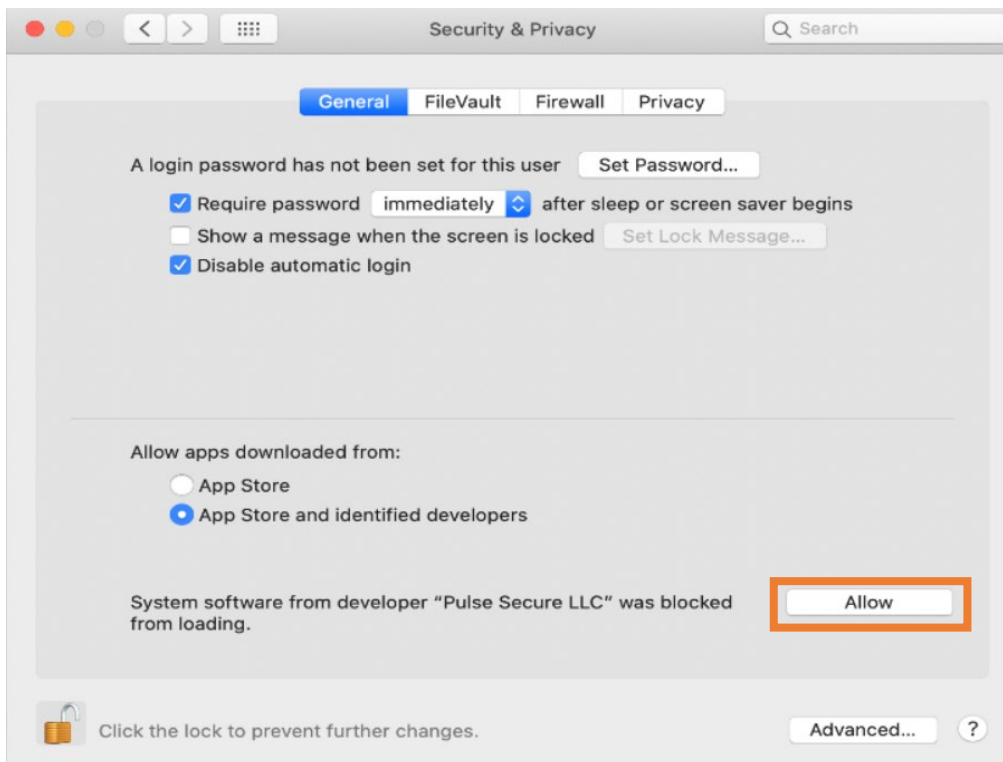 Security & Privacy
Search
General FileVault Firewall Privacy
A login password has not been set for this user Set Password...
Require password immediately after sleep or screen saver begins
Show a message when the screen is locked Set Lock Message...
Disable automatic login
Allow apps downloaded from:
App Store
App Store and identified developers
System software from developer “Pulse Secure LLC” was blocked
from loading.
Allow
Click the lock to prevent further changes.
Advanced... ?